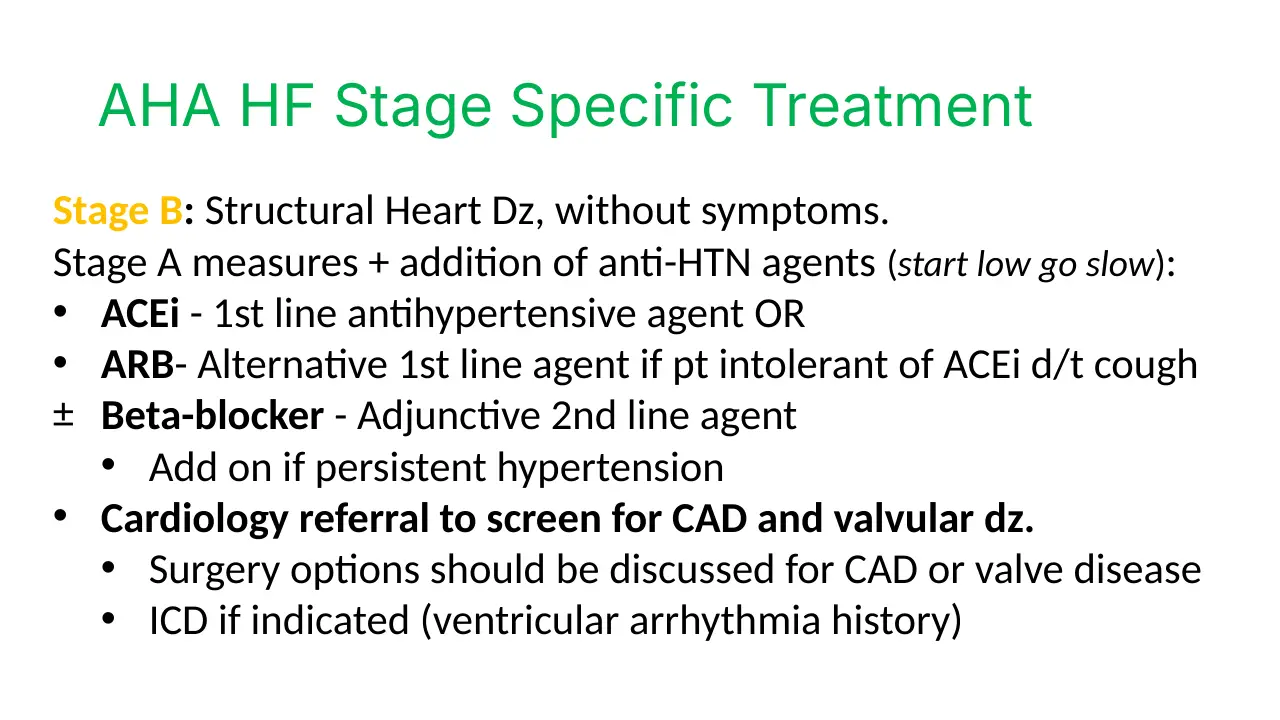 AHA HF Stage Specific Treatment
Stage B: Structural Heart Dz, without symptoms.
Stage A measures + addition of anti-HTN agents (start low go slow):
• ACEi - 1st line antihypertensive agent OR
• ARB- Alternative 1st line agent if pt intolerant of ACEi d/t cough
± Beta-blocker - Adjunctive 2nd line agent
• Add on if persistent hypertension
• Cardiology referral to screen for CAD and valvular dz.
• Surgery options should be discussed for CAD or valve disease
• ICD if indicated (ventricular arrhythmia history)